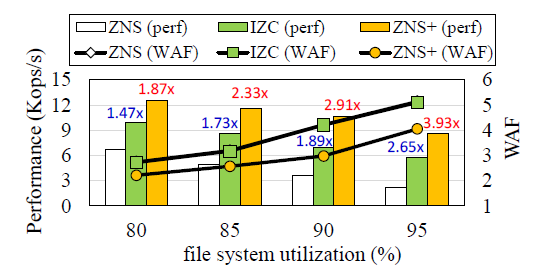 ZNS (perf) IZC (perf) ZNS+ (perf)
ZNS (WAF) IZC (WAF) ZNS+ (WAF)
Performance (Kops/s)
15
12
9
6
3
0
1.47x
1.87x
1.73x
2.33x
1.89x
2.91x
2.65x
3.93x
6
5
4
3
2
1
WAF
80 85 90 95
file system utilization (%)